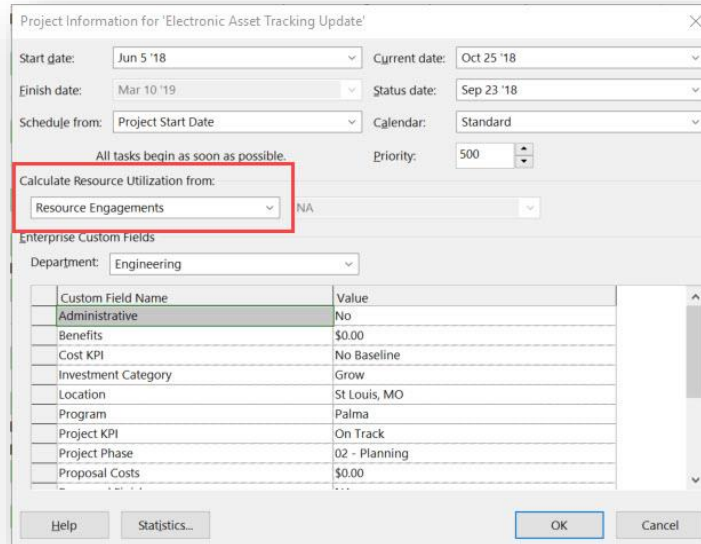 Project Information for 'Electronic Asset Tracking Update'
Start date: Jun 5 '18 Current date: Oct 25 '18
Finish date: Mar 10 '19 Status date: Sep 23 '18
Schedule from: Project Start Date Calendar: Standard
All tasks begin as soon as possible. Priority: 500
Calculate Resource Utilization from:
Resource Engagements NA
Enterprise Custom Fields
Department: Engineering
Custom Field Name Value
Administrative No
Benefits $0.00
Cost KPI No Baseline
Investment Category Grow
Location St Louis, MO
Program Palma
Project KPI On Track
Project Phase 02 - Planning
Proposal Costs $0.00
Help Statistics... OK Cancel